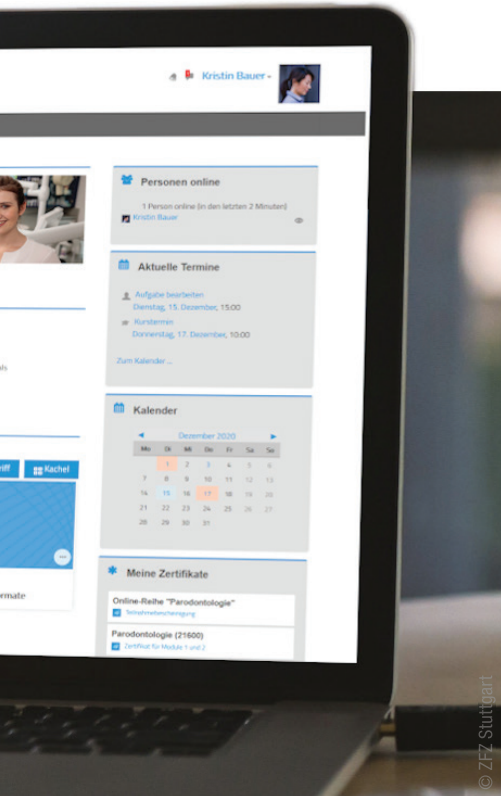 Kristin Bauer
Personen online
1 Person online (in den letzten 2 Minuten)
Kristin Bauer
Aktuelle Termine
Aufgabe bearbeiten
Dienstag, 15. Dezember, 15:00
Kurstermin
Donnerstag, 17. Dezember, 10:00
Zum Kalender ...
als
Kalender
Dezember 2020
Mo Di Mi Do Fr Sa So
1 2 3 4 5 6
7 8 9 10 11 12 13
14 15 16 17 18 19 20
21 22 23 24 25 26 27
28 29 30 31
Kachel
Meine Zertifikate
Online-Reihe "Parodontologie"
Teilnahmebescheinigung
Parodontologie (21600)
Zertifikat für Module 1 und 2
© ZFZ Stuttgart